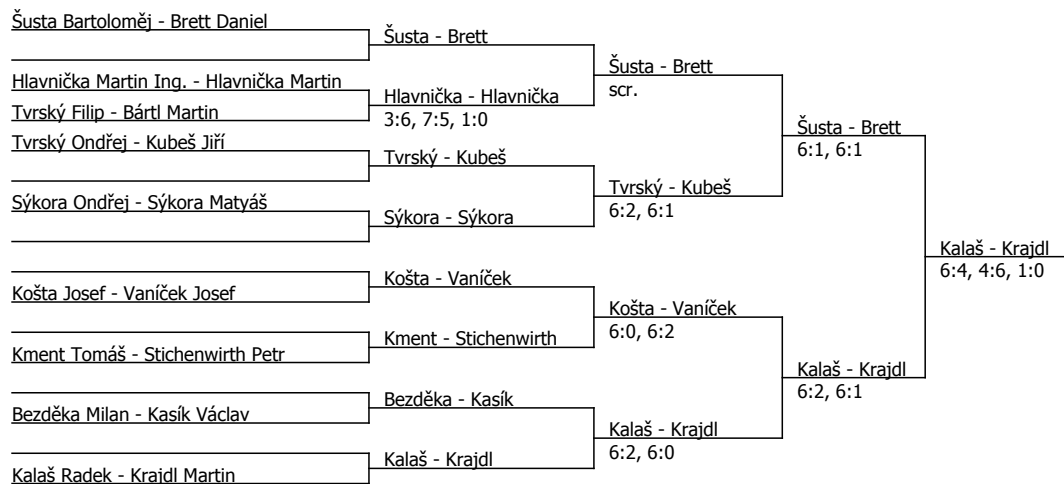 Šusta Bartoloměj - Brett Daniel
Šusta - Brett
Hlavnička Martin Ing. - Hlavnička Martin
Šusta - Brett
scr.
Tvrský Filip - Bártl Martin
Hlavnička - Hlavnička
3:6, 7:5, 1:0
Tvrský Ondřej - Kubeš Jiří
Šusta - Brett
6:1, 6:1
Tvrský - Kubeš
Sýkora Ondřej - Sýkora Matyáš
Tvrský - Kubeš
6:2, 6:1
Sýkora - Sýkora
Kalaš - Krajdl
6:4, 4:6, 1:0
Košta - Vaníček
Košta Josef - Vaníček Josef
Košta - Vaníček
6:0, 6:2
Kment - Stichenwirth
Kment Tomáš - Stichenwirth Petr
Kalaš - Krajdl
6:2, 6:1
Bezděka - Kasík
Bezděka Milan - Kasík Václav
Kalaš - Krajdl
6:2, 6:0
Kalaš - Krajdl
Kalaš Radek - Krajdl Martin